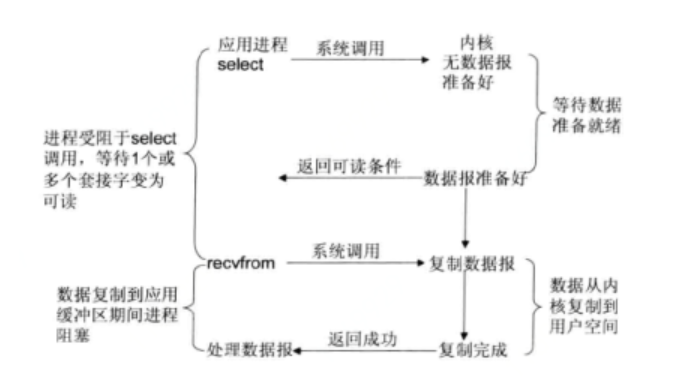 应用进程
select
系统调用
内核
无数据报
准备好
等待数据
准备就绪
进程受阻于select
调用，等待1个或
多个套接字变为
可读
返回可读条件
数据报准备好
recvfrom
系统调用
复制数据报
数据复制到应用
缓冲区期间进程
阻塞
数据从内
核复制到
用户空间
处理数据报
返回成功
复制完成